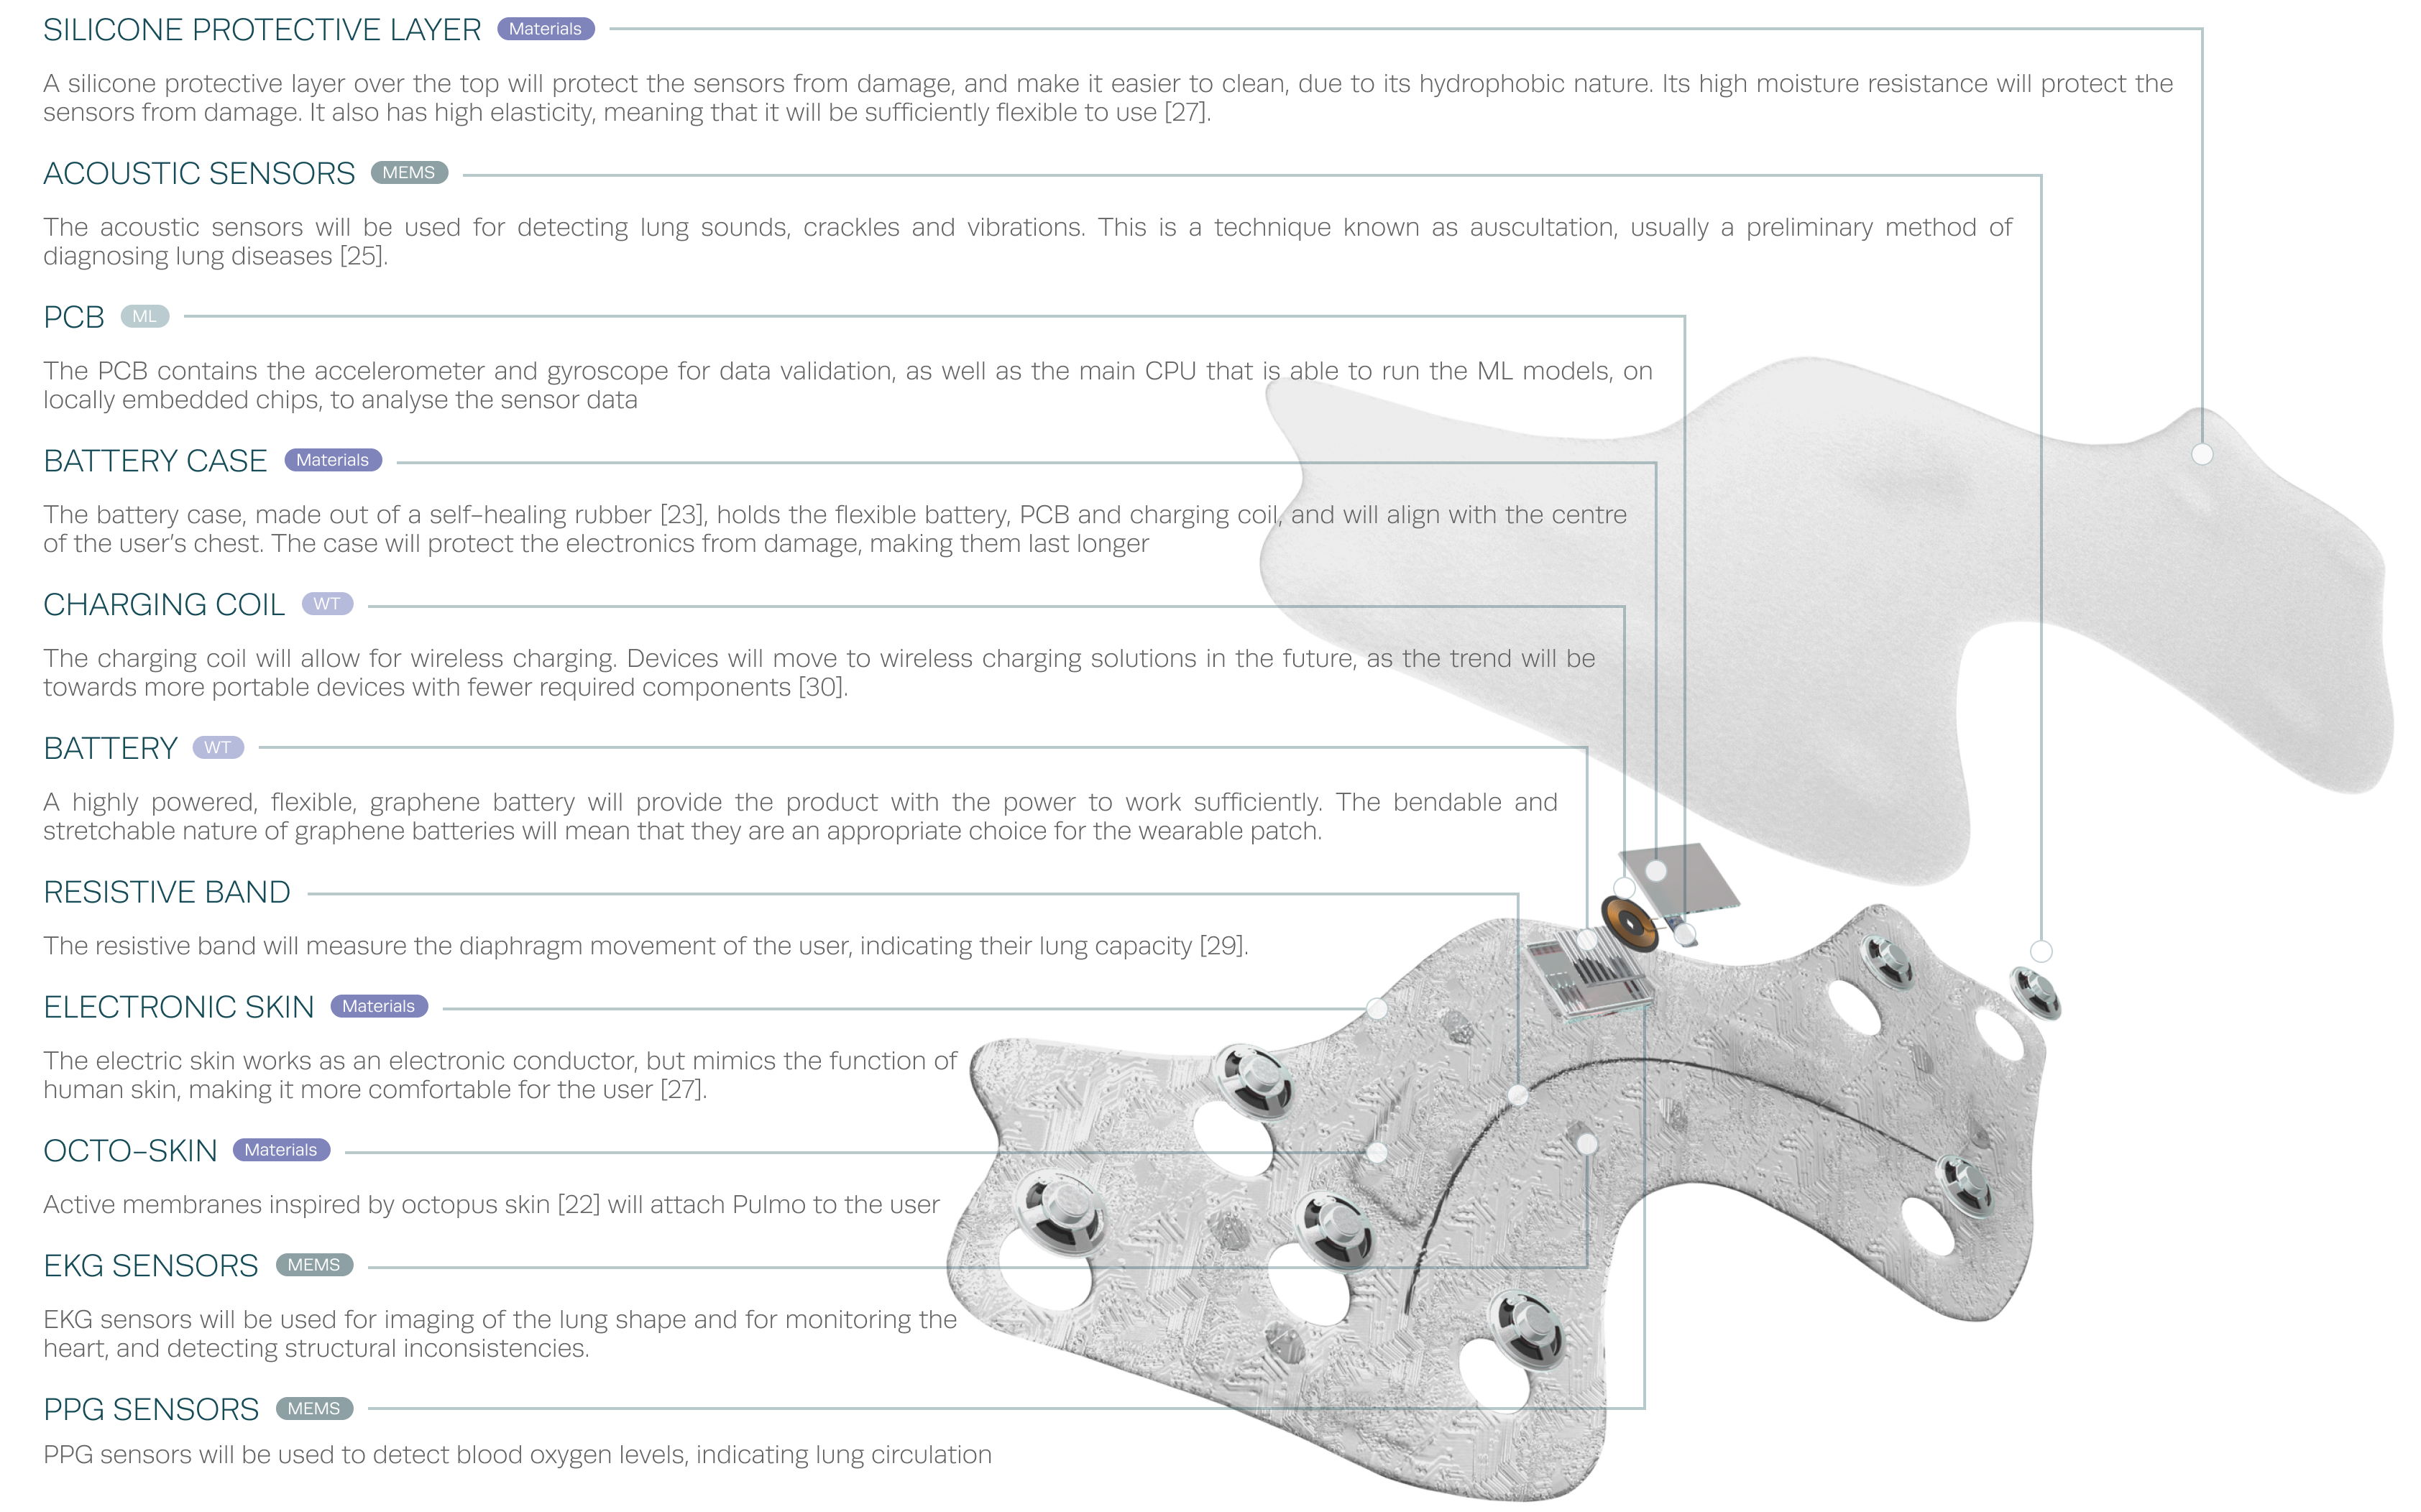 SILICONE PROTECTIVE LAYER Materials
A silicone protective layer over the top will protect the sensors from damage, and make it easier to clean, due to its hydrophobic nature. Its high moisture resistance will protect the
sensors from damage. It also has high elasticity, meaning that it will be sufficiently flexible to use [27].
ACOUSTIC SENSORS MEMS
The acoustic sensors will be used for detecting lung sounds, crackles and vibrations. This is a technique known as auscultation, usually a preliminary method of
diagnosing lung diseases [25].
PCB ML
The PCB contains the accelerometer and gyroscope for data validation, as well as the main CPU that is able to run the ML models, on
locally embedded chips, to analyse the sensor data
BATTERY CASE Materials
The battery case, made out of a self-healing rubber [23], holds the flexible battery, PCB and charging coil, and will align with the centre
of the user's chest. The case will protect the electronics from damage, making them last longer
CHARGING COIL WT
The charging coil will allow for wireless charging. Devices will move to wireless charging solutions in the future, as the trend will be
towards more portable devices with fewer required components [30].
BATTERY WT
A highly powered, flexible, graphene battery will provide the product with the power to work sufficiently. The bendable and
stretchable nature of graphene batteries will mean that they are an appropriate choice for the wearable patch.
RESISTIVE BAND
The resistive band will measure the diaphragm movement of the user, indicating their lung capacity [29].
ELECTRONIC SKIN Materials
The electric skin works as an electronic conductor, but mimics the function of
human skin, making it more comfortable for the user [27].
OCTO-SKIN Materials
Active membranes inspired by octopus skin [22] will attach Pulmo to the user
EKG SENSORS MEMS
EKG sensors will be used for imaging of the lung shape and for monitoring the
heart, and detecting structural inconsistencies.
PPG SENSORS MEMS
PPG sensors will be used to detect blood oxygen levels, indicating lung circulation